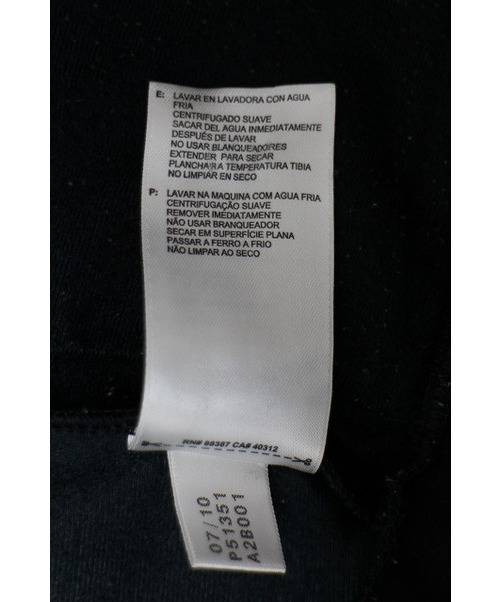 E: LAVAR EN LAVADORA CON AGUA
FRIA
CENTRIFUGADO SUAVE
SACAR DEL AGUA INMEDIATAMENTE
DESPUÉS DE LAVAR
NO USAR BLANQUEADORES
EXTENDER PARA SECAR
PLANCHA A TEMPERATURA TIBIA
NO LIMPIAR EN SECO
P: LAVAR NA MAQUINA COM AGUA FRIA
CENTRIFUGAÇÃO SUAVE
REMOVER IMEDIATAMENTE
NÃO USAR BRANQUEADOR
SECAR EM SUPERFÍCIE PLANA
PASSAR A FERRO A FRIO
NÃO LIMPAR AO SECO
RN# 88387 CA# 40312
07/10
P51351
A2B001